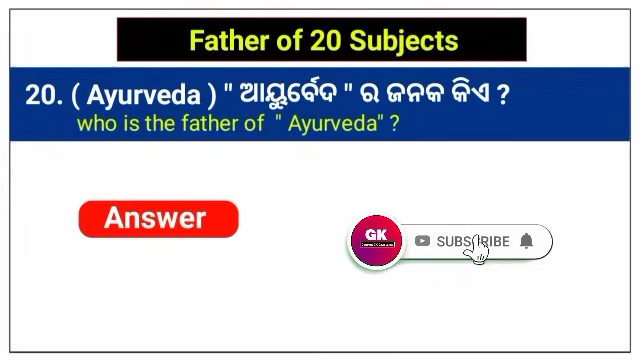 Father of 20 Subjects
20. ( Ayurveda ) " ଆୟୁର୍ବେଦ " ର ଜନକ କିଏ ?
who is the father of " Ayurveda" ?
Answer
GK
SUBSCRIBE